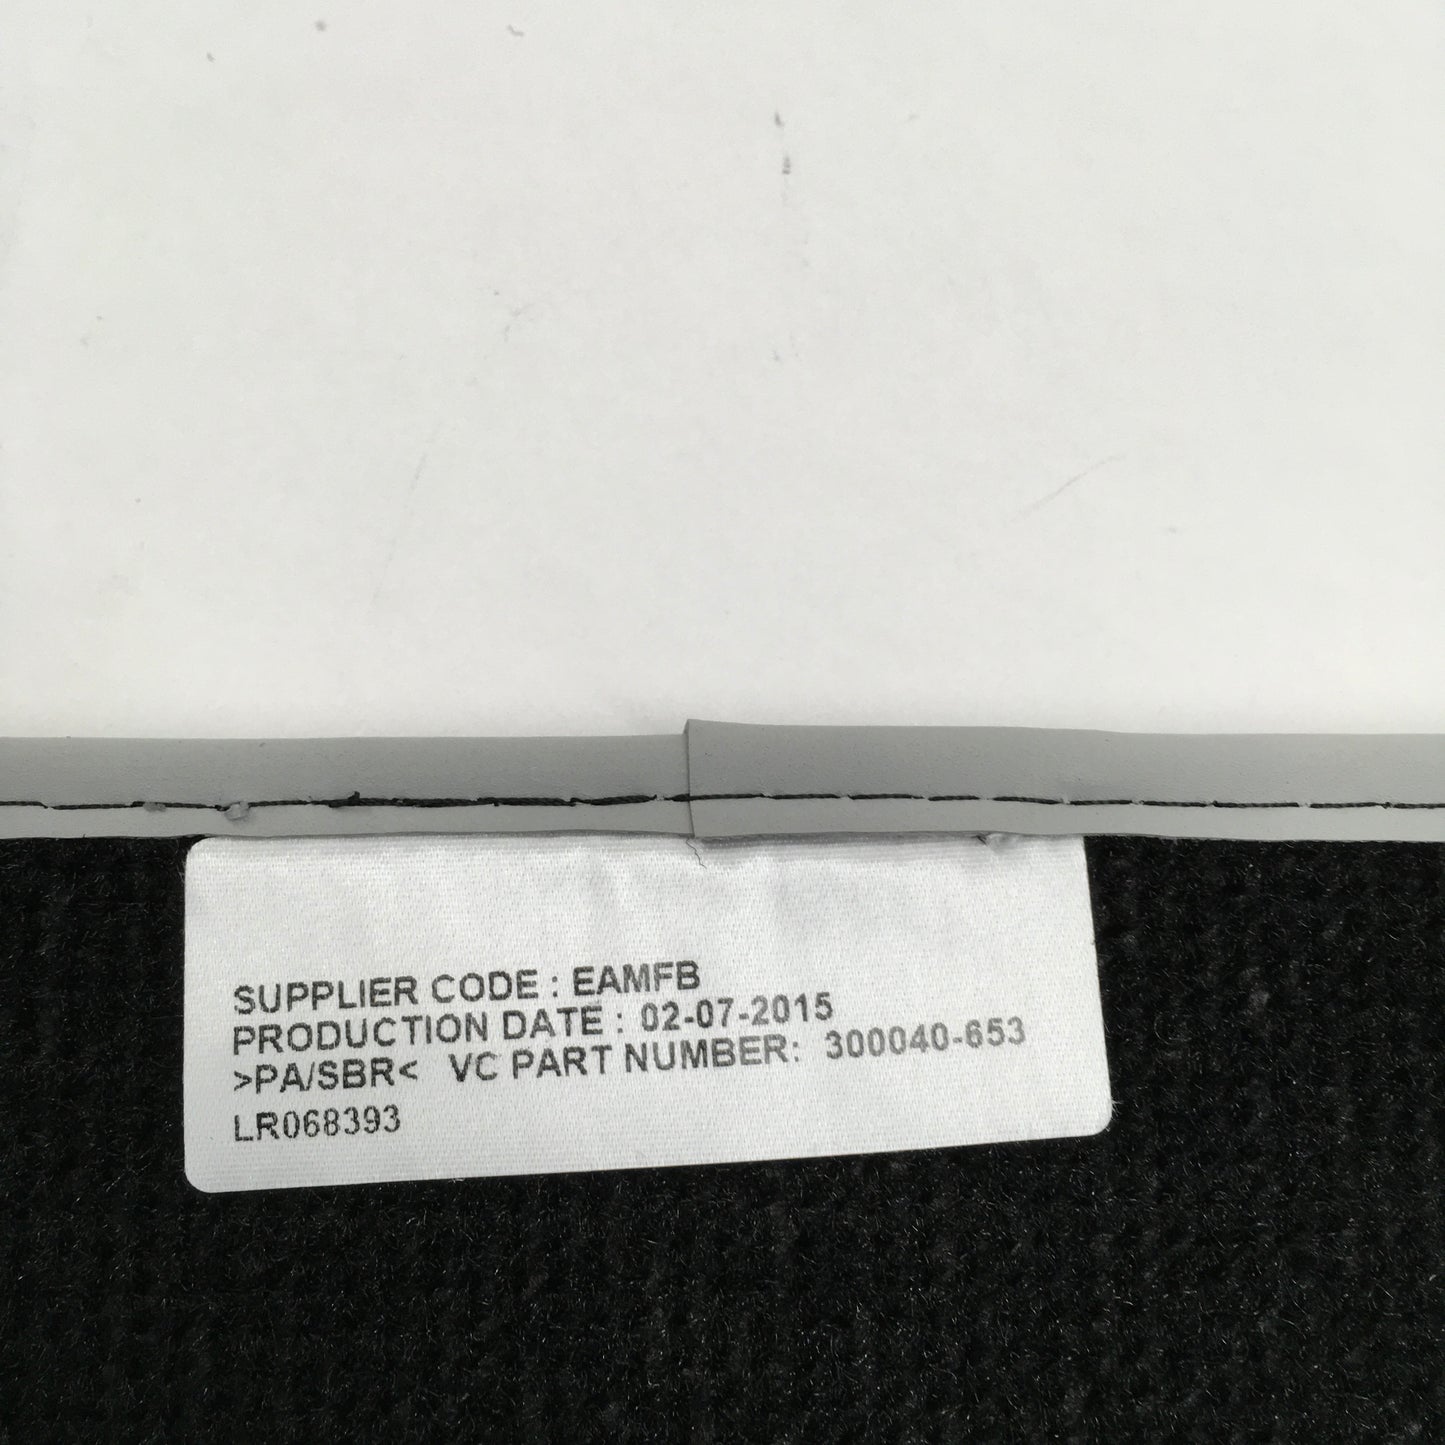 SUPPLIER CODE : EAMFB
PRODUCTION DATE : 02-07-2015
>PA/SBR< VC PART NUMBER: 300040-653
LR068393